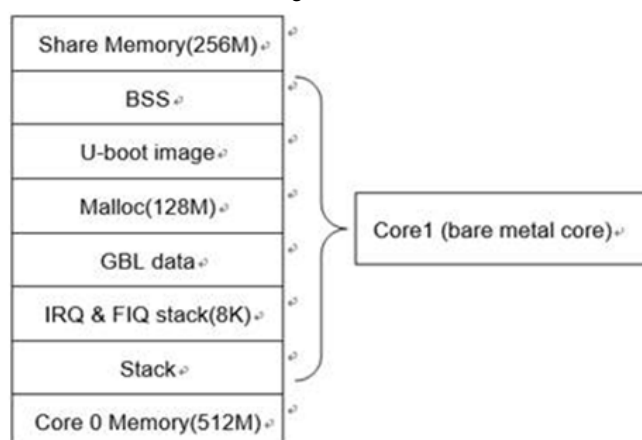 Share Memory(256M)
BSS
U-boot image
Malloc(128M)
GBL data
IRQ & FIQ stack(8K)
Stack
Core 0 Memory(512M)
Core1 (bare metal core)